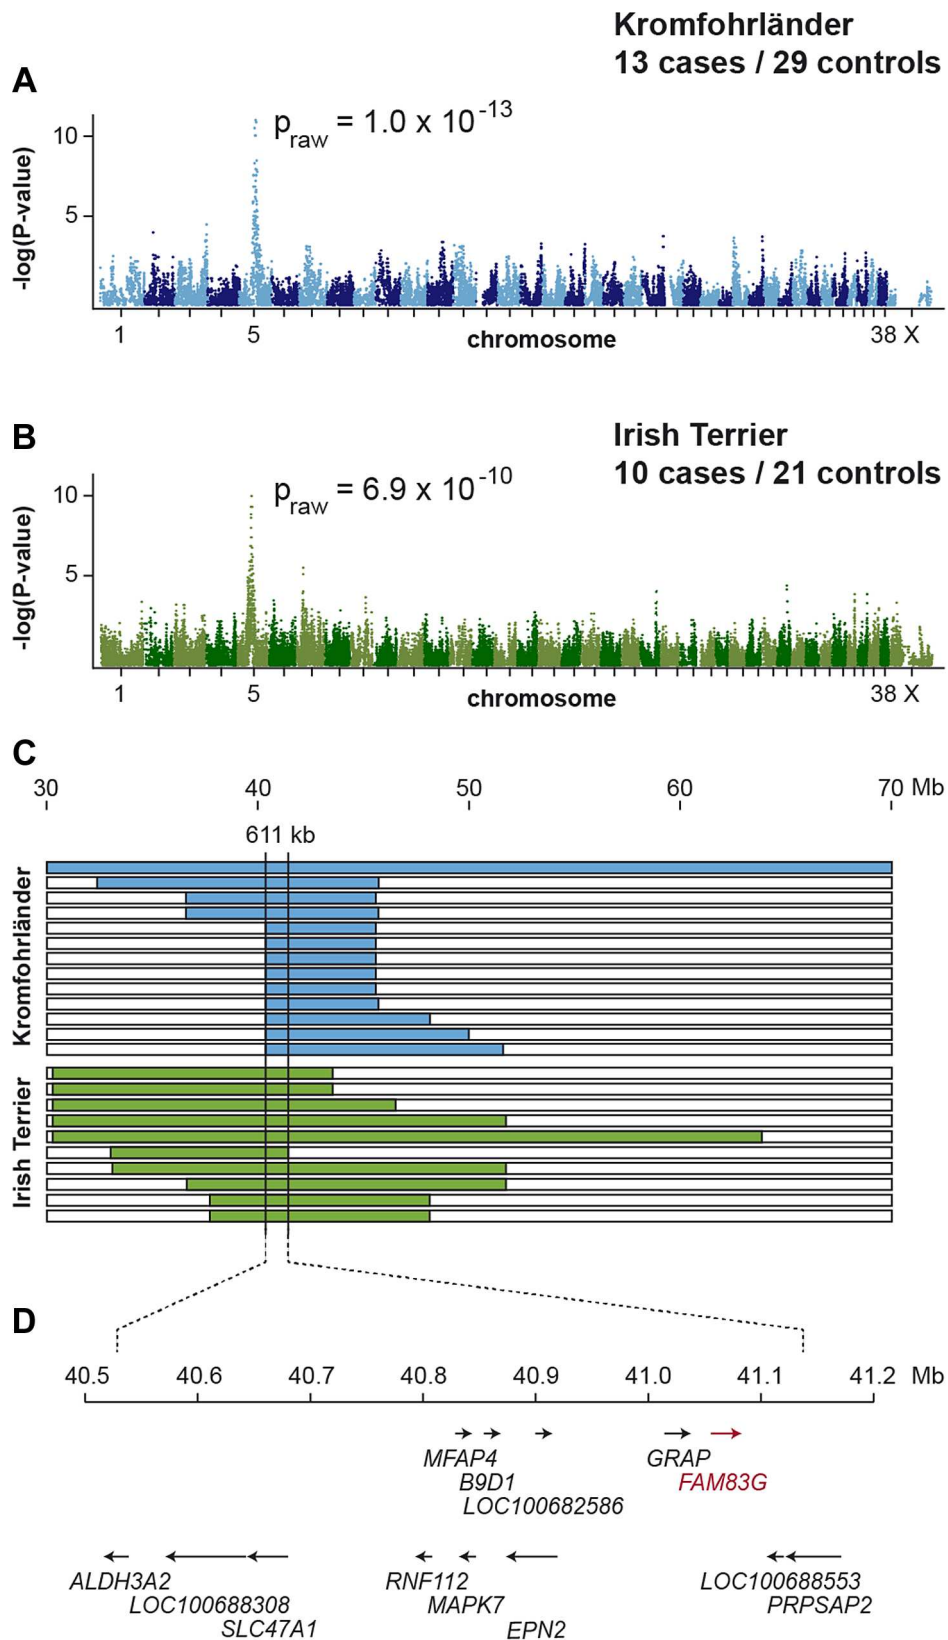 Kromfohrländer
13 cases / 29 controls
A
praw = 1.0 x 10-13
10
5
-log(P-value)
1 5 chromosome 38 X
B
Irish Terrier
10 cases / 21 controls
praw = 6.9 x 10-10
10
5
-log(P-value)
1 5 chromosome 38 X
C
30 40 50 60 70 Mb
611 kb
Kromfohrländer
Irish Terrier
D
40.5 40.6 40.7 40.8 40.9 41.0 41.1 41.2 Mb
MFAP4 GRAP
B9D1 FAM83G
LOC100682586
ALDH3A2 RNF112 LOC100688553
LOC100688308 MAPK7 PRPSAP2
SLC47A1 EPN2